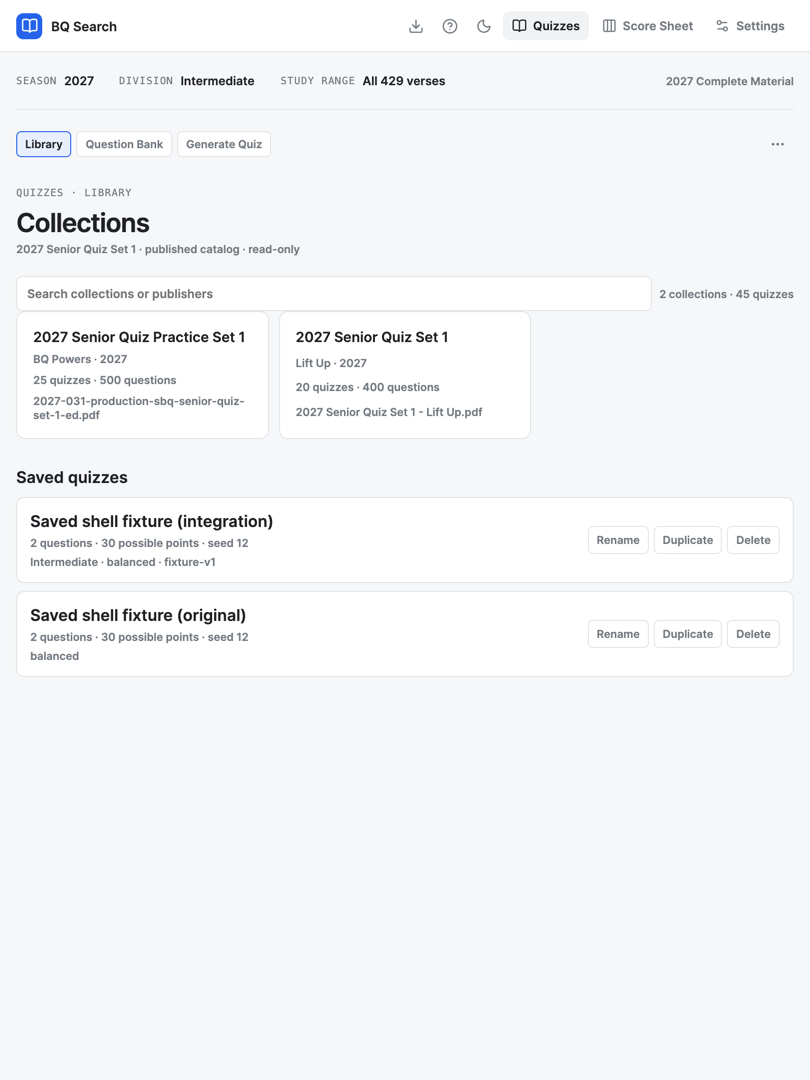 BQ Search
Quizzes
Score Sheet
Settings
SEASON 2027
DIVISION Intermediate
STUDY RANGE All 429 verses
2027 Complete Material
Library
Question Bank
Generate Quiz
QUIZZES · LIBRARY
Collections
2027 Senior Quiz Set 1 · published catalog · read-only
Search collections or publishers
2 collections · 45 quizzes
2027 Senior Quiz Practice Set 1
BQ Powers · 2027
25 quizzes · 500 questions
2027-031-production-sbq-senior-quiz-
set-1-ed.pdf
2027 Senior Quiz Set 1
Lift Up · 2027
20 quizzes · 400 questions
2027 Senior Quiz Set 1 - Lift Up.pdf
Saved quizzes
Saved shell fixture (integration)
2 questions · 30 possible points · seed 12
Intermediate · balanced · fixture-v1
Rename
Duplicate
Delete
Saved shell fixture (original)
2 questions · 30 possible points · seed 12
balanced
Rename
Duplicate
Delete